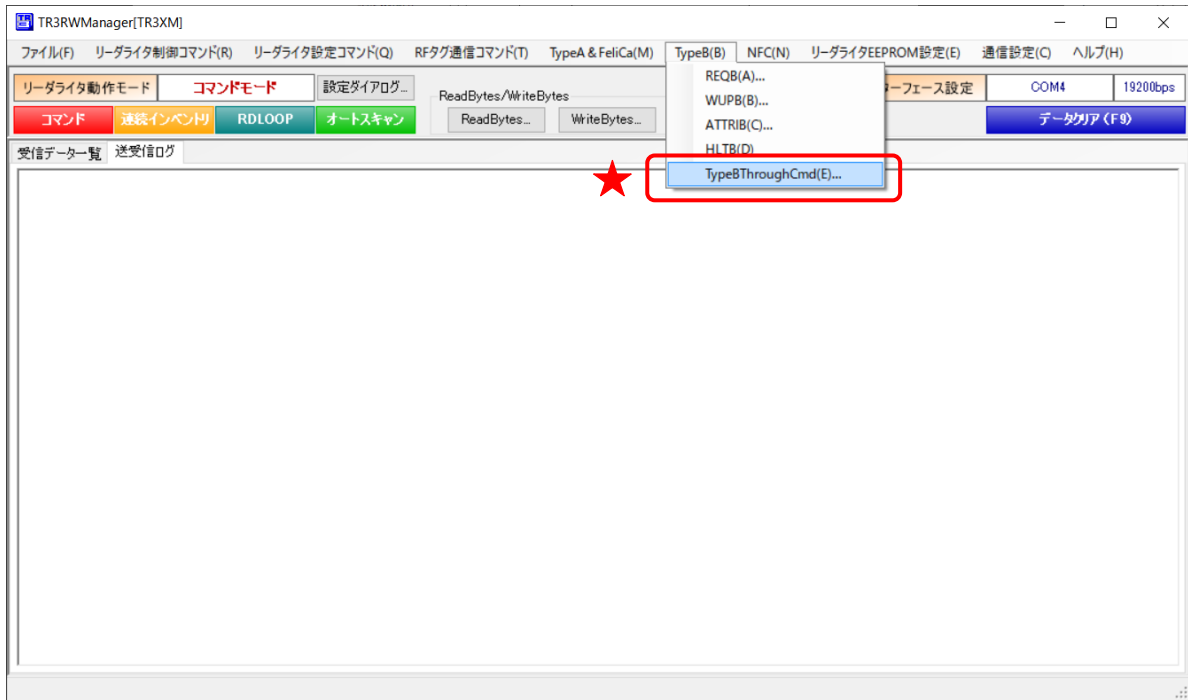 TR3RWManager[TR3XM]
ファイル(F) リーダライタ制御コマンド(R) リーダライタ設定コマンド(Q) RFタグ通信コマンド(T) TypeA & FeliCa(M) TypeB(B) NFC(N) リーダライタEEPROM設定(E) 通信設定(C) ヘルプ(H)
リーダライタ動作モード コマンドモード 設定ダイアログ... ーフェース設定 COM4 19200bps
ReadBytes/WriteBytes
コマンド 連続インベントリ RDLOOP オートスキャン ReadBytes... WriteBytes... データクリア(F9)
REQB(A)...
WUPB(B)...
ATTRIB(C)...
HLTB(D)
TypeBThroughCmd(E)...
受信データ一覧 送受信ログ